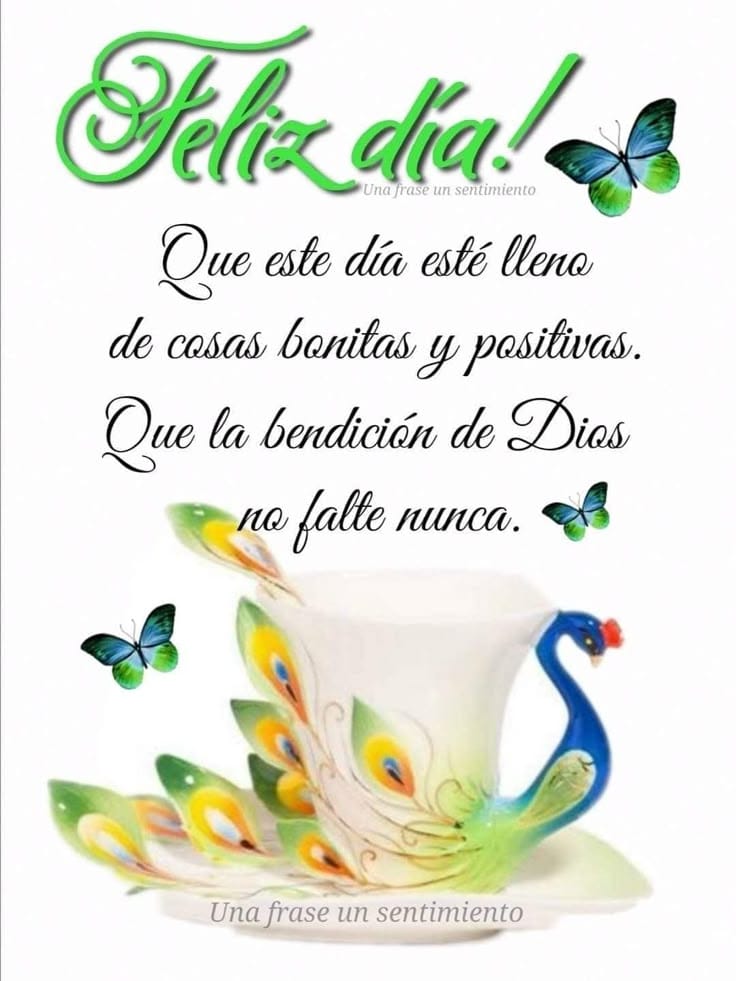 Feliz día!
Una frase un sentimiento
Que este día esté lleno
de cosas bonitas y positivas.
Que la bendición de Dios
no falte nunca.
Una frase un sentimiento